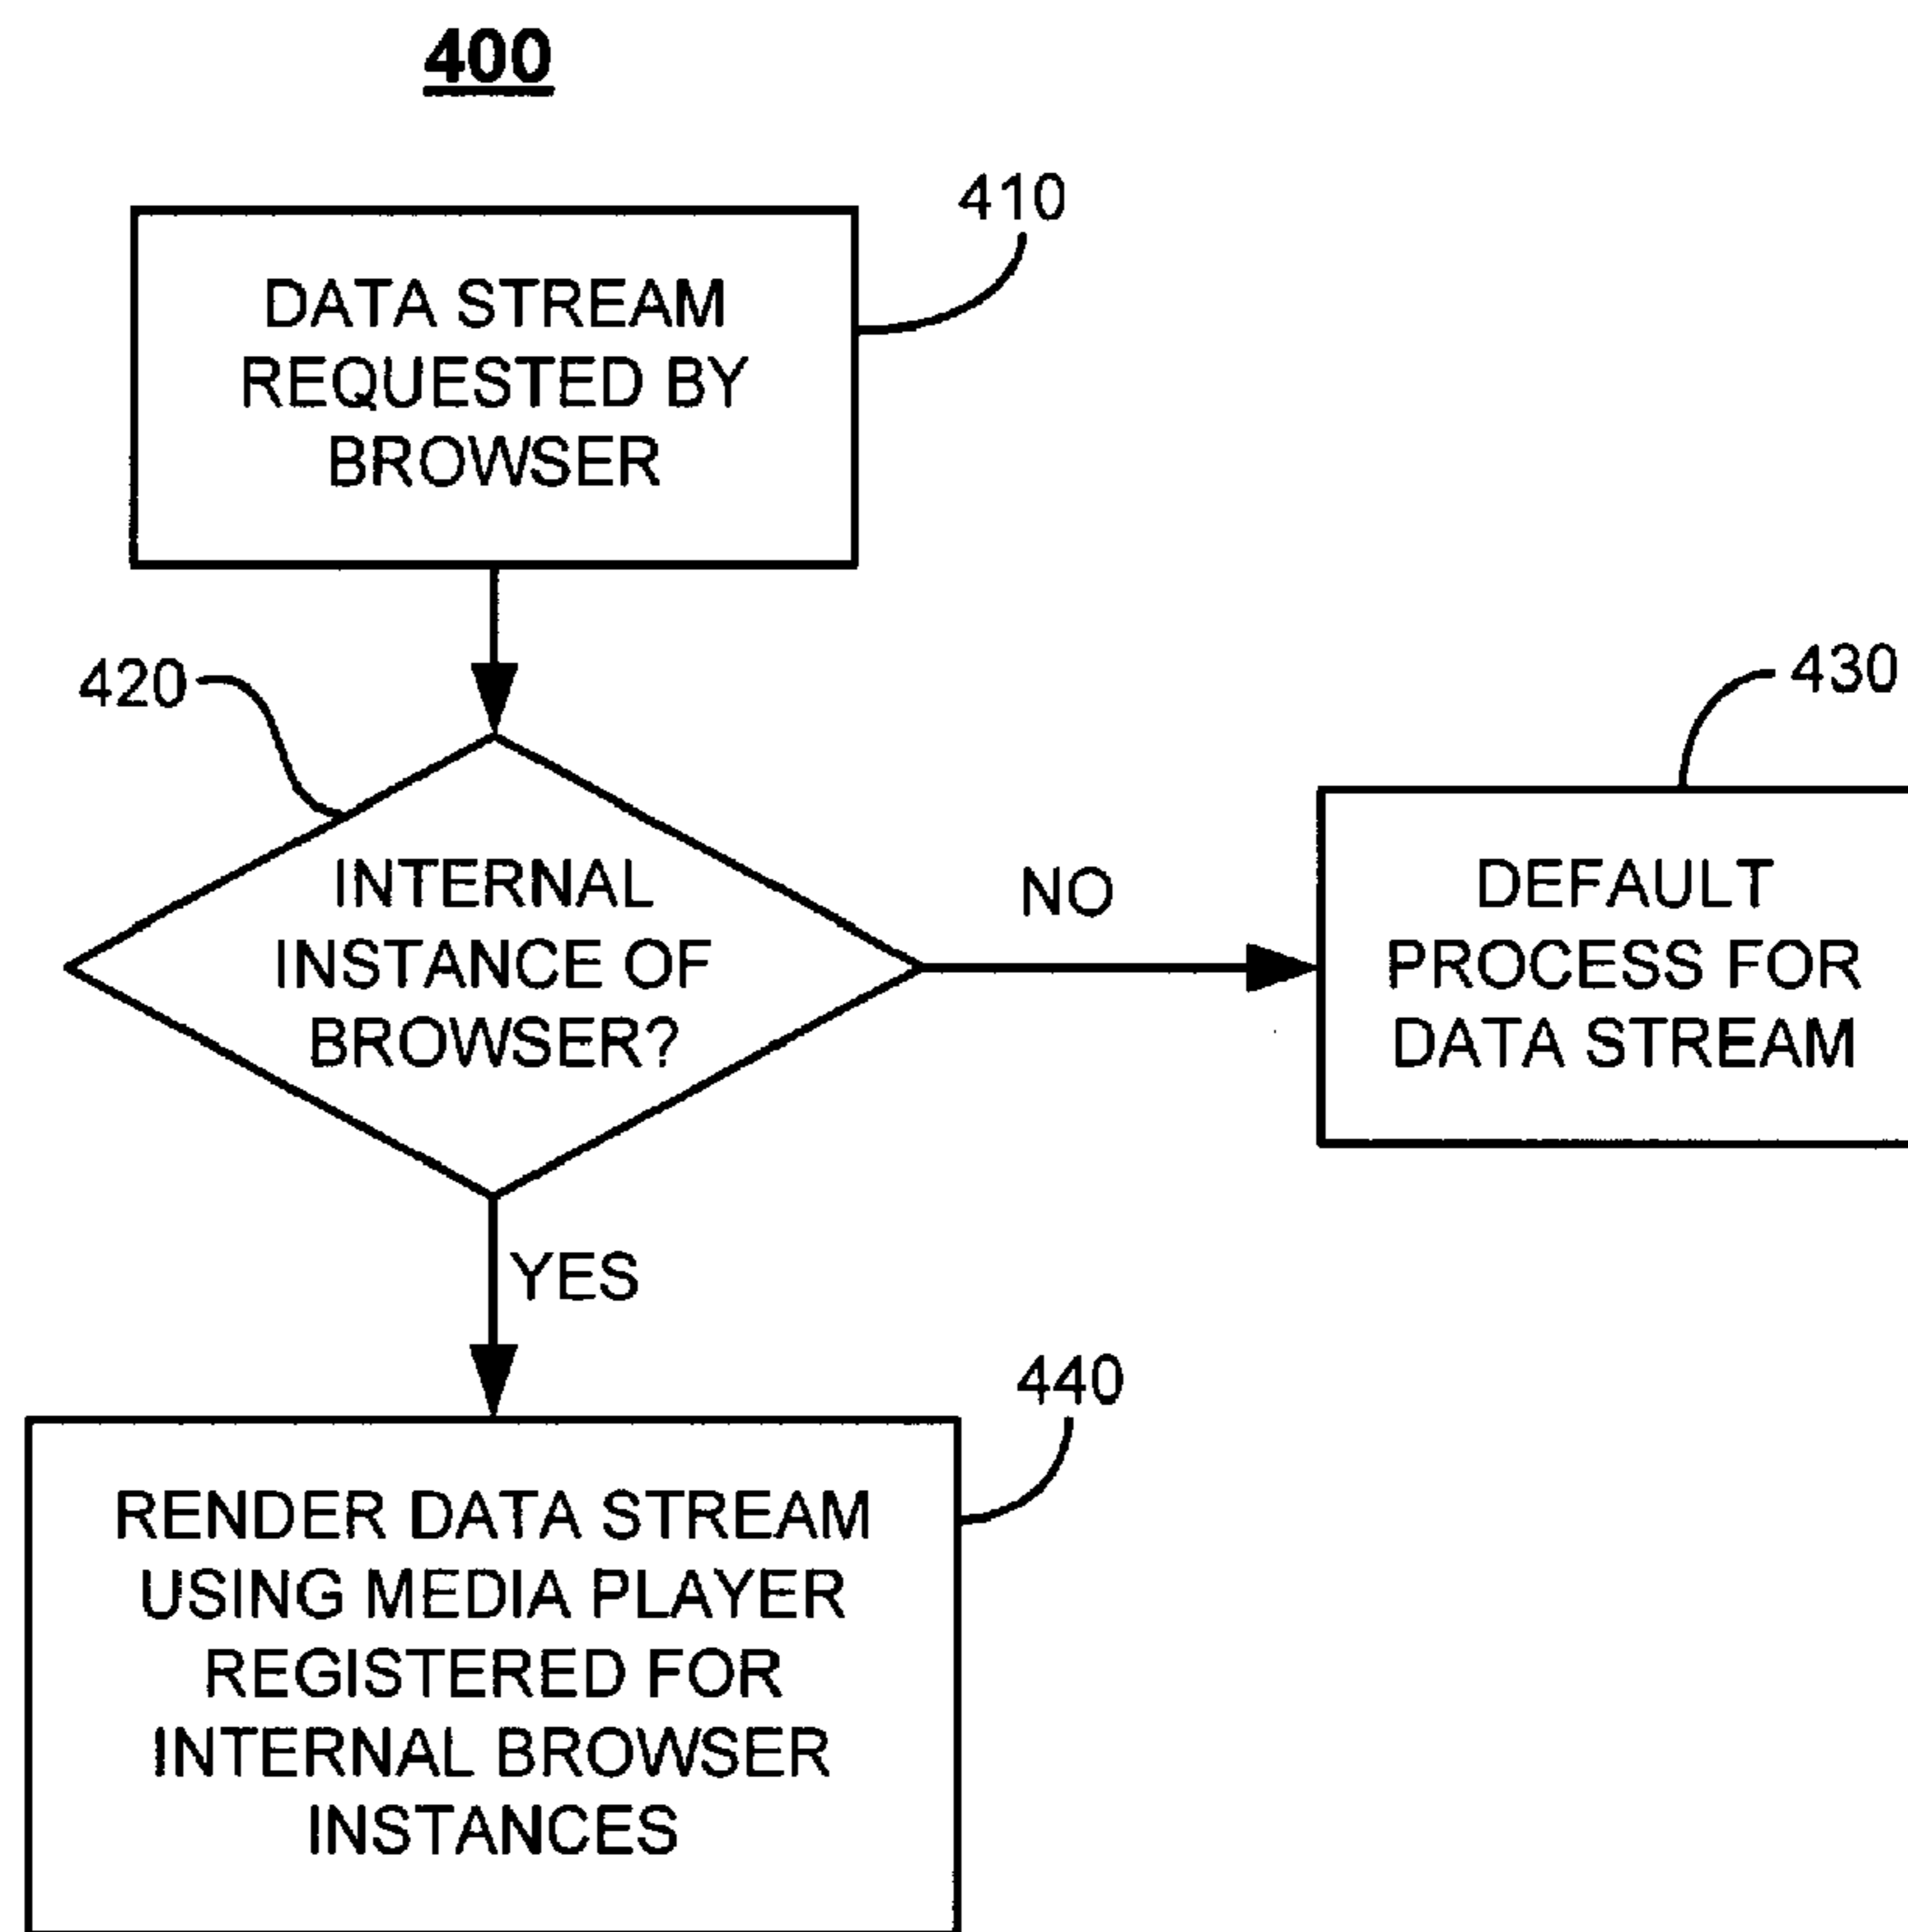 400
410
DATA STREAM
REQUESTED BY
BROWSER
420
430
INTERNAL
INSTANCE OF
BROWSER?
NO
DEFAULT
PROCESS FOR
DATA STREAM
YES
440
RENDER DATA STREAM
USING MEDIA PLAYER
REGISTERED FOR
INTERNAL BROWSER
INSTANCES